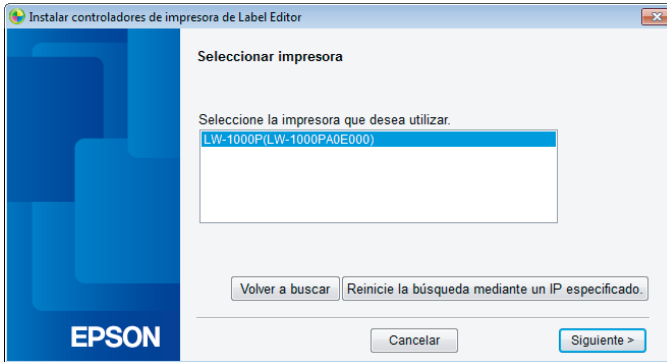 Instalar controladores de impresora de Label Editor
Seleccionar impresora
Seleccione la impresora que desea utilizar.
LW-1000P(LW-1000PA0E000)
Volver a buscar
Reinicie la búsqueda mediante un IP especificado.
EPSON
Cancelar
Siguiente >